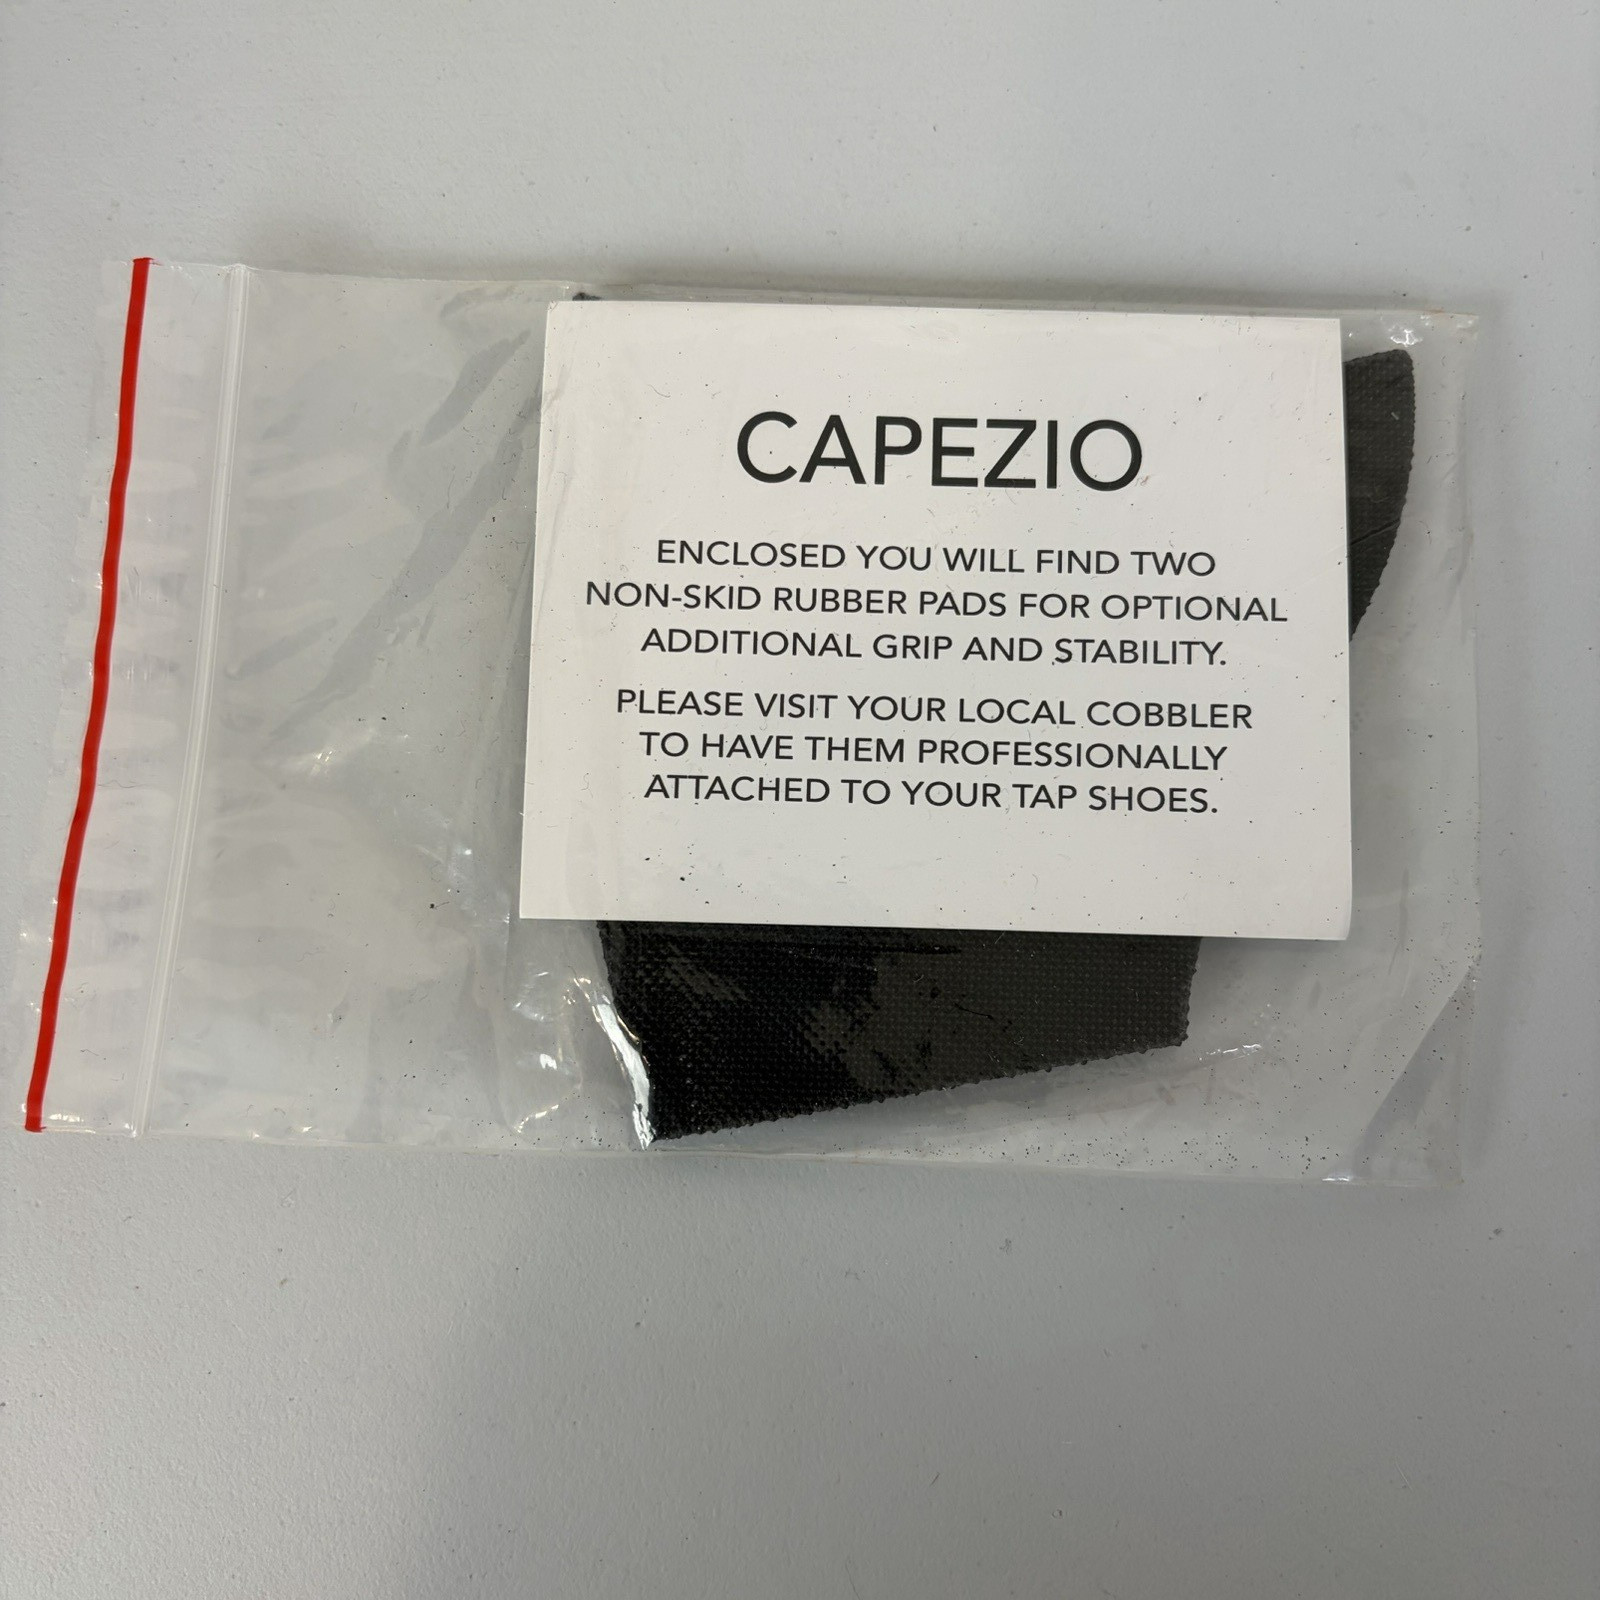 CAPEZIO
ENCLOSED YOU WILL FIND TWO
NON-SKID RUBBER PADS FOR OPTIONAL
ADDITIONAL GRIP AND STABILITY.
PLEASE VISIT YOUR LOCAL COBBLER
TO HAVE THEM PROFESSIONALLY
ATTACHED TO YOUR TAP SHOES.